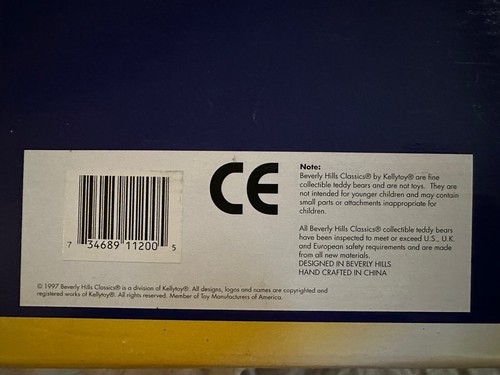 CE
Note:
Beverly Hills Classics® by Kellytoy® are fine
collectible teddy bears and are not toys. They are
not intended for younger children and may contain
small parts or attachments inappropriate for
children.
All Beverly Hills Classics® collectible teddy bears
have been inspected to meet or exceed U.S., U.K.
and European safety requirements and are made
from all new materials.
DESIGNED IN BEVERLY HILLS
HAND CRAFTED IN CHINA
7 34689 11200 5
© 1997 Beverly Hills Classics® is a division of Kellytoy®. All designs, logos and names are copyrighted and
registered works of Kellytoy®. All rights reserved. Member of Toy Manufacturers of America.